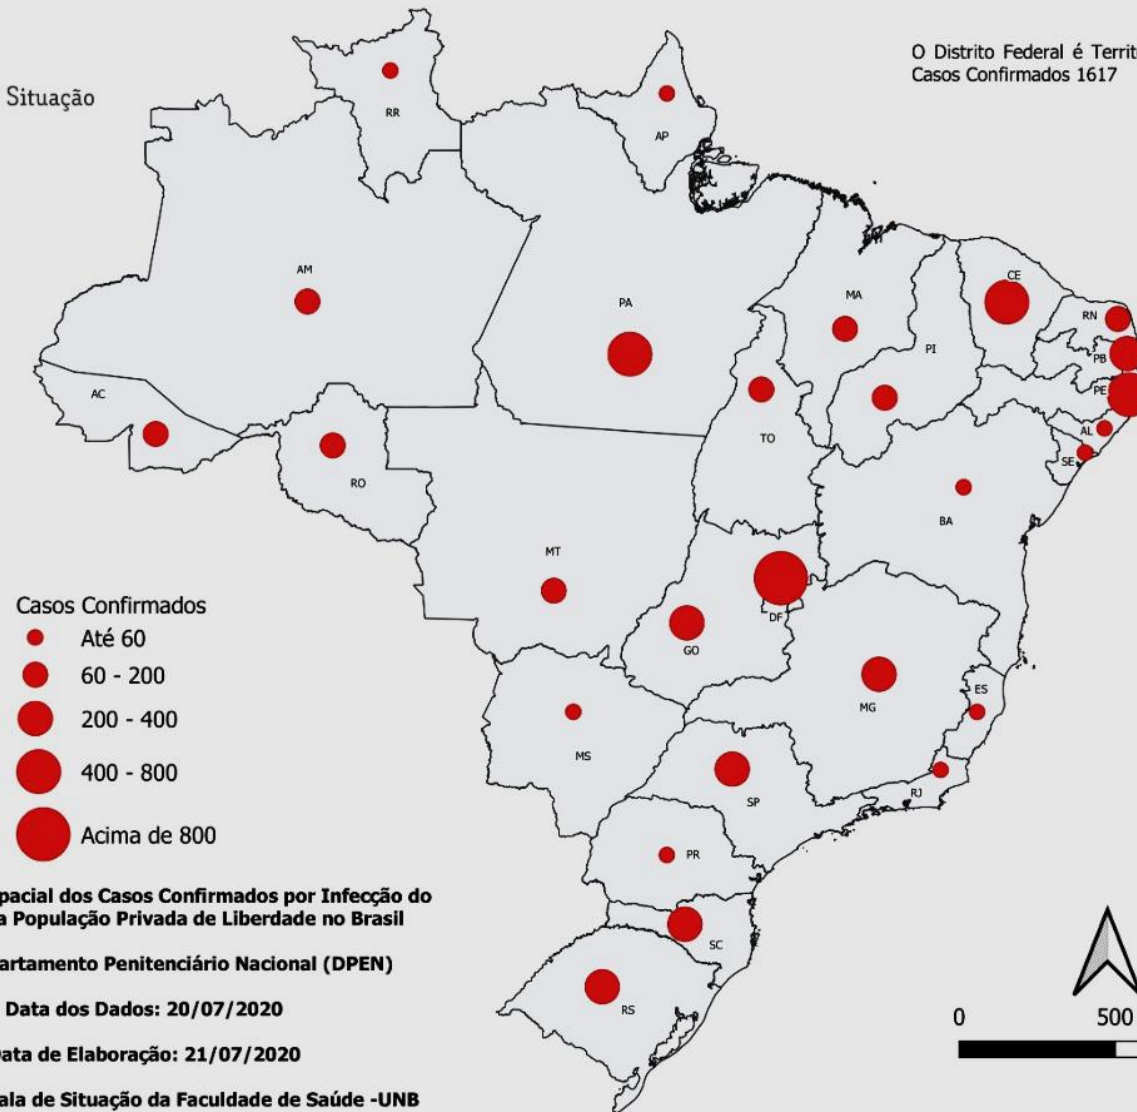 Situação
O Distrito Federal é Territ
Casos Confirmados 1617
RR
AP
AM
PA
MA
CE
RN
PI
PB
PE
AC
AL
TO
SE
RO
BA
MT
DF
GO
ES
MG
MS
RJ
SP
PR
SC
RS
Casos Confirmados
Até 60
60 - 200
200 - 400
400 - 800
Acima de 800
pacial dos Casos Confirmados por Infecção do
a População Privada de Liberdade no Brasil
artamento Penitenciário Nacional (DPEN)
Data dos Dados: 20/07/2020
ata de Elaboração: 21/07/2020
ala de Situação da Faculdade de Saúde -UNB
0 500